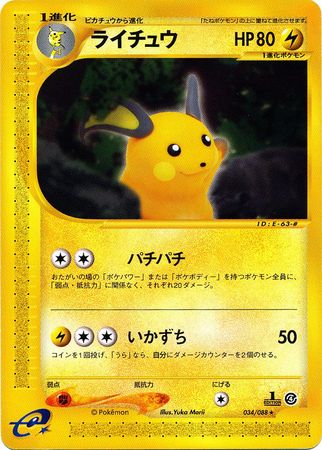 1進化
ピカチュウから進化
「たねポケモン」の上に重ねて進化させます
ライチュウ
HP80
1進化ポケモン
ID:E-63-#
パチパチ
おたがいの場の「ポケパワー」または「ポケボディー」を持つポケモン全員に、
「弱点・抵抗力」に関係なく、それぞれ20ダメージ。
いかずち 50
コインを1回投げ、「うら」なら、自分にダメージカウンターを2個のせる。
弱点 抵抗力 にげる
©Pokémon Illus.Yuka Morii
1 EDITION
034/088★
e